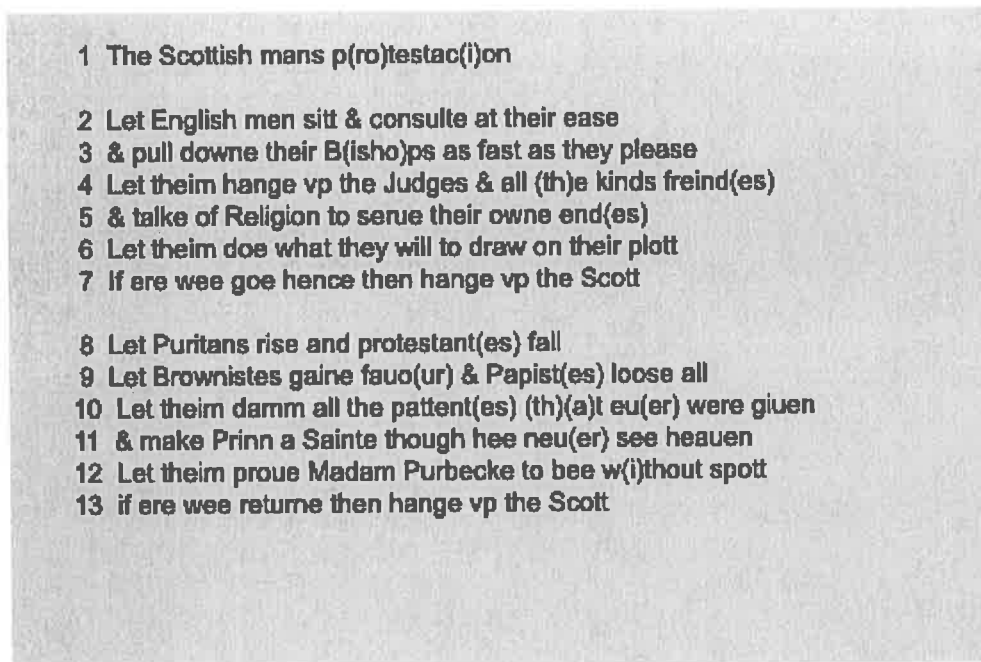 1 The Scottish mans p(ro)testac(i)on
2 Let English men sitt & consulte at their ease
3 & pull downe their B(isho)ps as fast as they please
4 Let theim hange vp the Judges & all (th)e kinds freind(es)
5 & talke of Religion to serue their owne end(es)
6 Let theim doe what they will to draw on their plott
7 If ere wee goe hence then hange vp the Scott
8 Let Puritans rise and protestant(es) fall
9 Let Brownistes gaine fauo(ur) & Papist(es) loose all
10 Let theim damm all the pattent(es) (th)(a)t eu(er) were giuen
11 & make Prinn a Sainte though hee neu(er) see heauen
12 Let theim proue Madam Purbecke to bee w(i)thout spott
13 if ere wee returne then hange vp the Scott